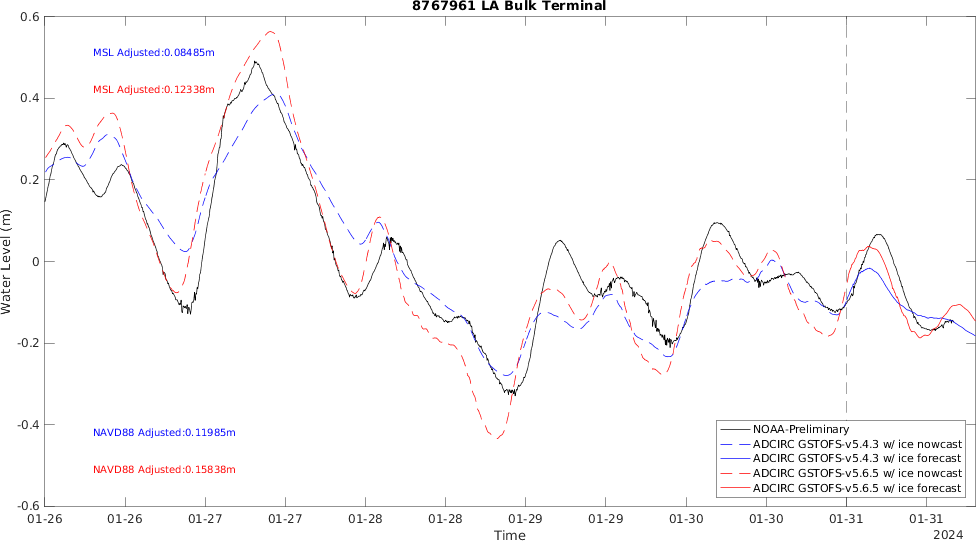 8767961 LA Bulk Terminal
0.6
0.4
0.2
0
-0.2
-0.4
-0.6
Water Level (m)
MSL Adjusted:0.08485m
MSL Adjusted:0.12338m
NAVD88 Adjusted:0.11985m
NAVD88 Adjusted:0.15838m
NOAA-Preliminary
ADCIRC GSTOFS-v5.4.3 w/ ice nowcast
ADCIRC GSTOFS-v5.4.3 w/ ice forecast
ADCIRC GSTOFS-v5.6.5 w/ ice nowcast
ADCIRC GSTOFS-v5.6.5 w/ ice forecast
01-26 01-26 01-27 01-27 01-28 01-28 01-29 01-29 01-30 01-30 01-31 01-31
Time
2024